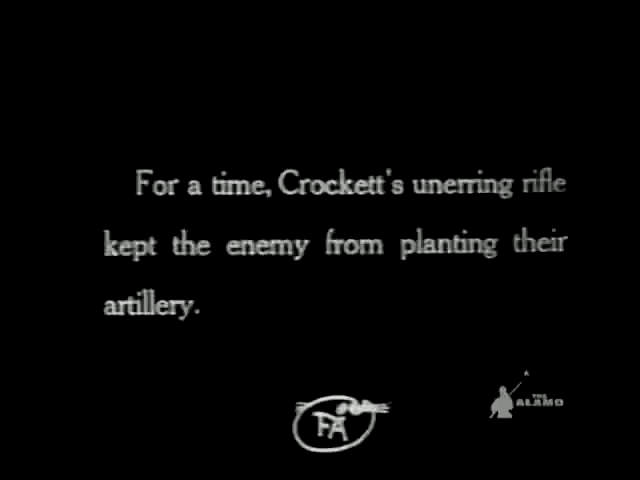 For a time, Crockett's unerring rifle
kept the enemy from planting their
artillery.
FA
THE
ALAMO